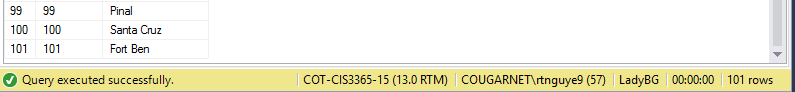 99 99 Pinal
100 100 Santa Cruz
101 101 Fort Ben
Query executed successfully. COT-CIS3365-15 (13.0 RTM) COUGARNET\rtnguye9 (57) LadyBG 00:00:00 101 rows